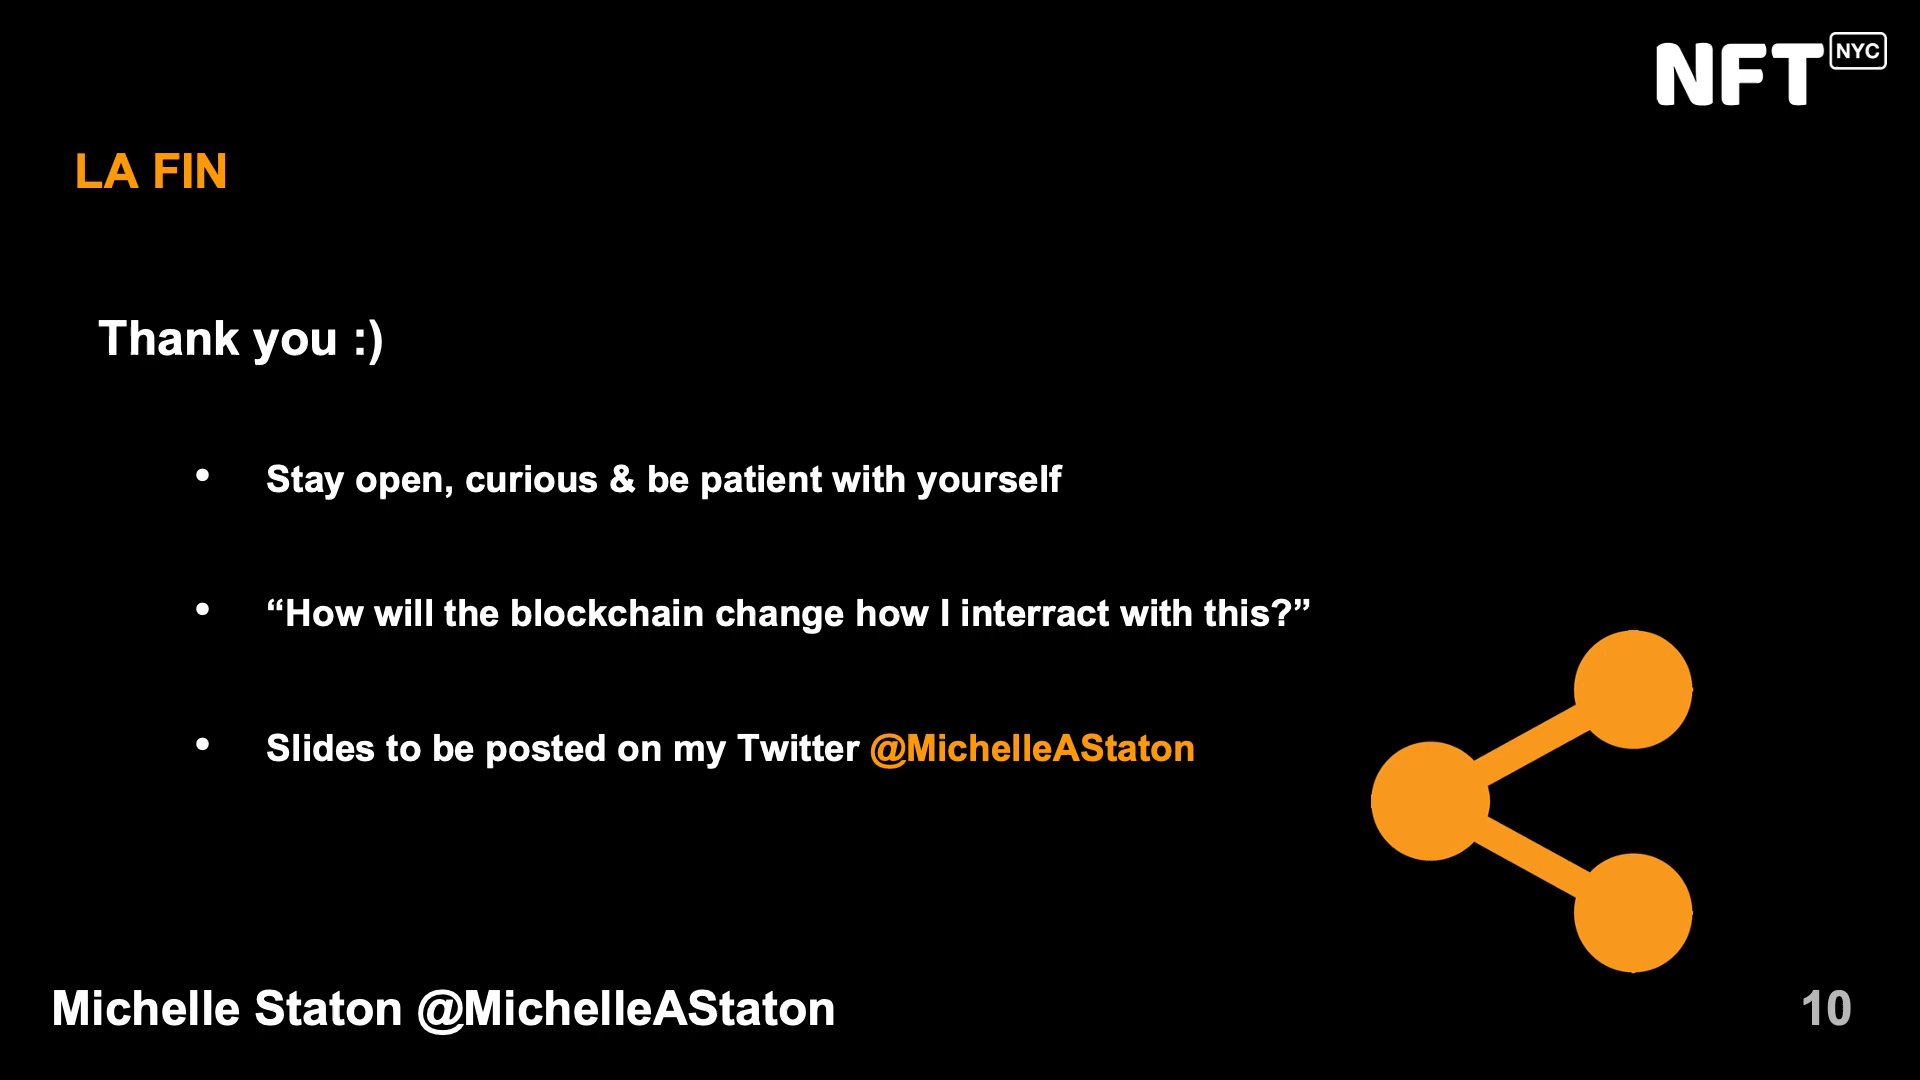 NFT NYC
LA FIN
Thank you :)
• Stay open, curious & be patient with yourself
• “How will the blockchain change how I interract with this?”
• Slides to be posted on my Twitter @MichelleAStaton
Michelle Staton @MichelleAStaton
10